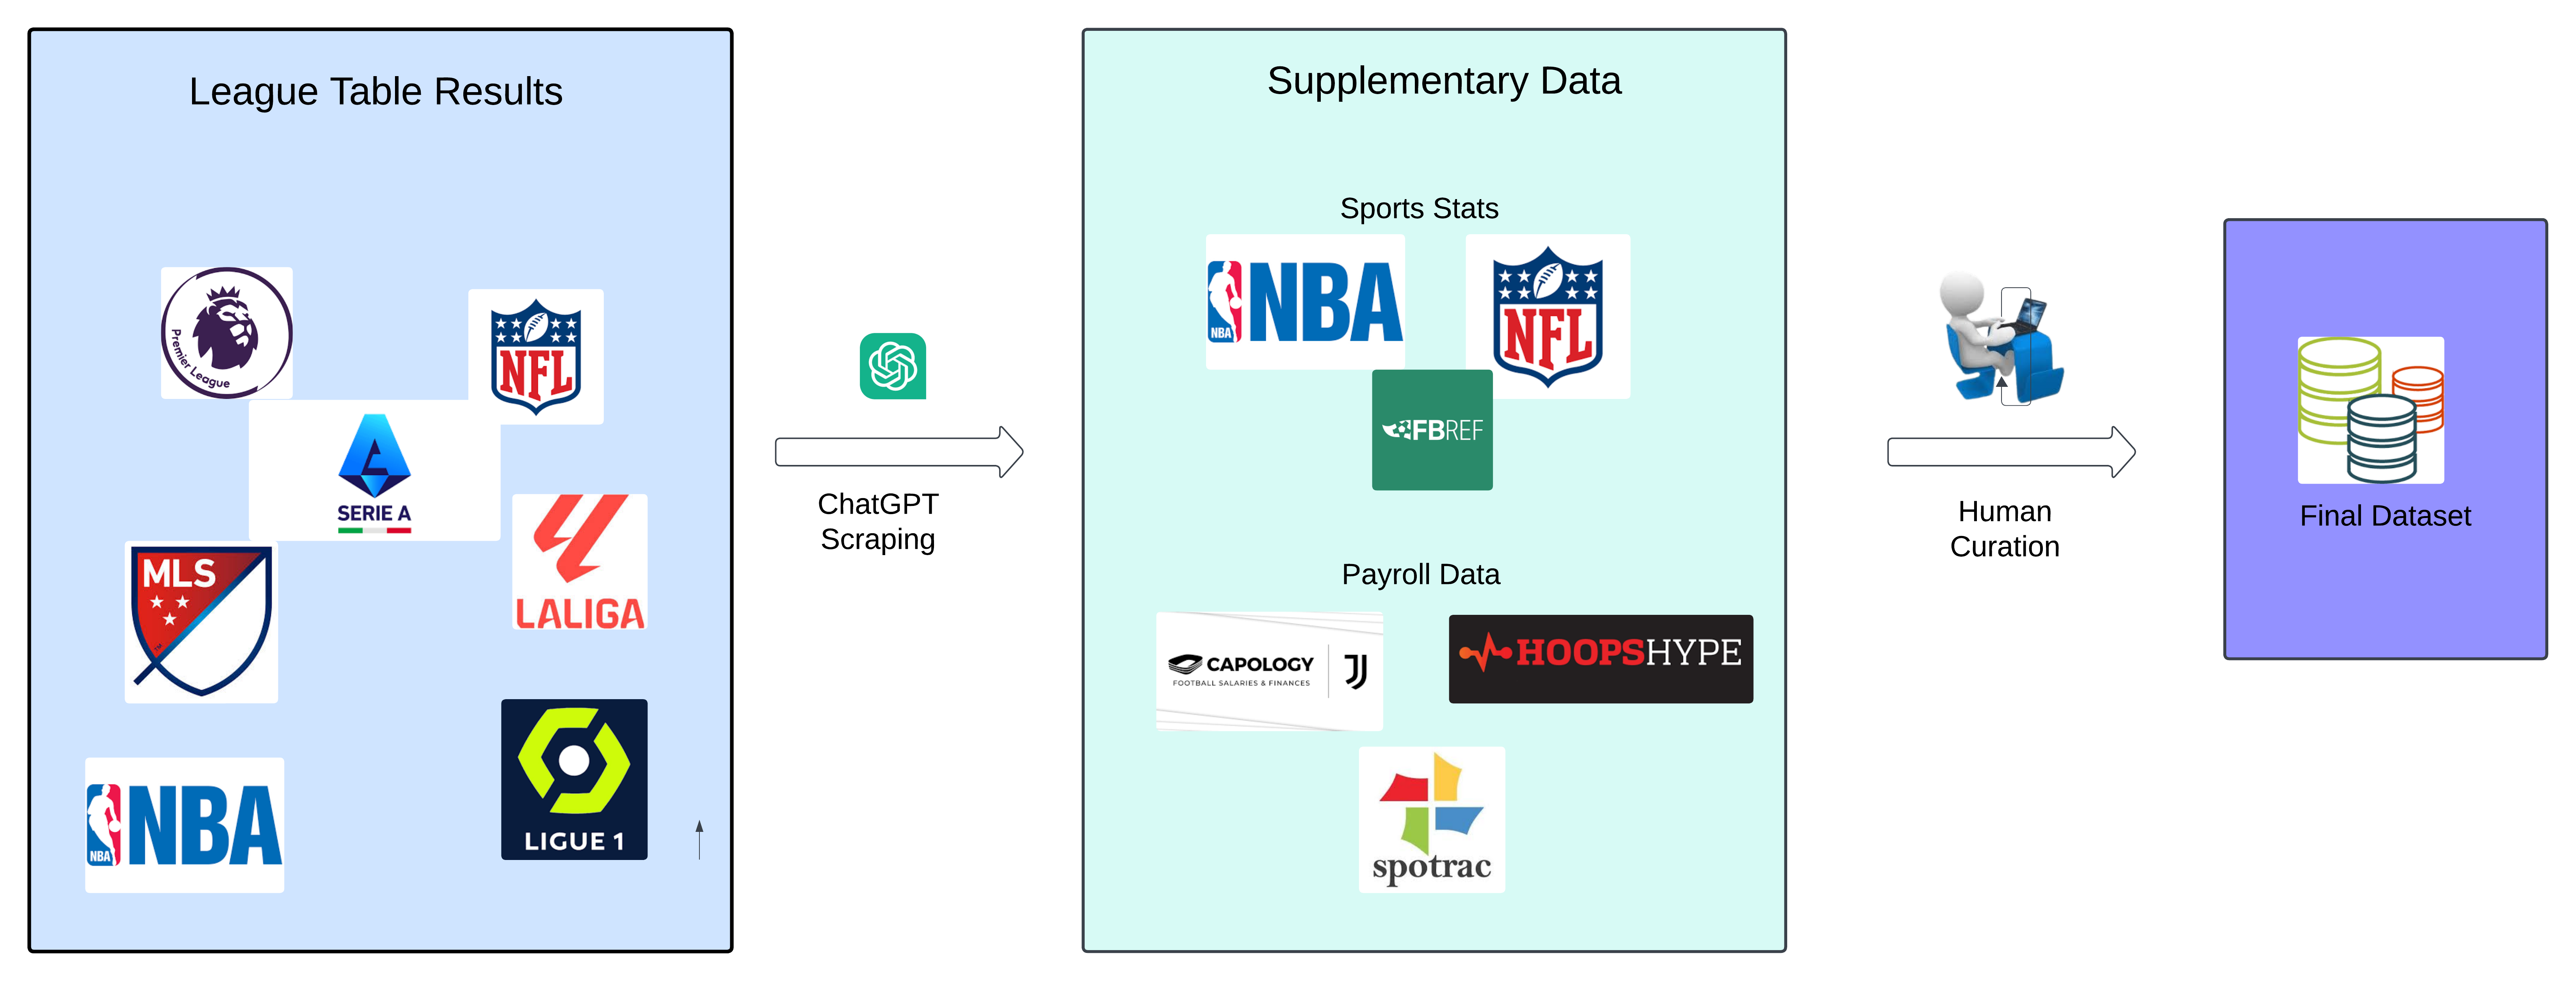 League Table Results
Premier League
NFL
SERIE A
MLS
LALIGA
NBA
NBA
LIGUE 1
ChatGPT
Scraping
Supplementary Data
Sports Stats
NBA
NBA
NFL
FBREF
Payroll Data
CAPOLOGY
FOOTBALL SALARIES & FINANCES
HOOPSHYPE
spotrac
Human
Curation
Final Dataset